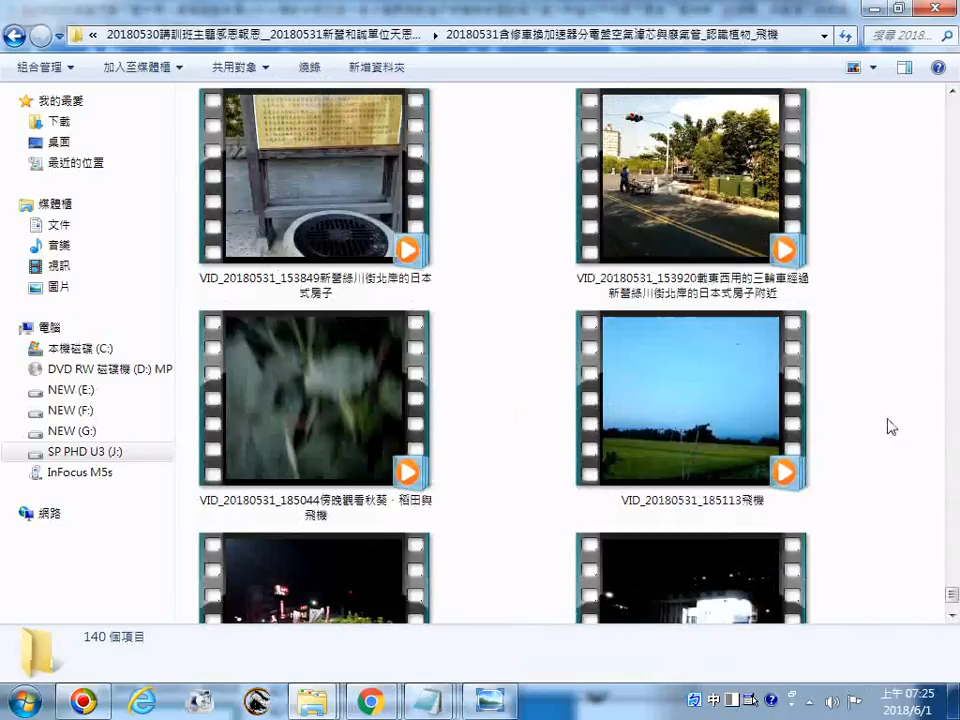 « 20180530講訓班主題感恩報恩__20180531新營和誠單位天恩... ▸ 20180531含修車換加速器分電盤空氣濾芯與廢氣管_認識植物_飛機
搜尋 2018...
組合管理 加入至媒體櫃 共用對象 燒錄 新增資料夾
我的最愛
下載
桌面
最近的位置
媒體櫃
文件
音樂
視訊
圖片
電腦
本機磁碟 (C:)
DVD RW 磁碟機 (D:) MP
NEW (E:)
NEW (F:)
NEW (G:)
SP PHD U3 (J:)
InFocus M5s
網路
VID_20180531_153849新營綠川街北岸的日本
式房子
VID_20180531_153920載東西用的三輪車經過
新營綠川街北岸的日本式房子附近
VID_20180531_185044傍晚觀看秋葵、稻田與
飛機
VID_20180531_185113飛機
140 個項目
中
上午 07:25
2018/6/1